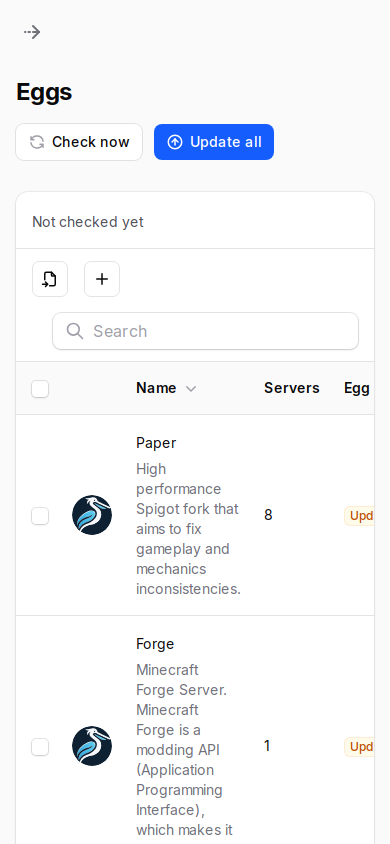 Eggs
Check now
Update all
Not checked yet
Search
Name
Servers
Egg
Paper
High
performance
Spigot fork that
aims to fix
gameplay and
mechanics
inconsistencies.
8
Upd
Forge
Minecraft
Forge Server.
Minecraft
Forge is a
modding API
(Application
Programming
Interface),
which makes it
1
Upd